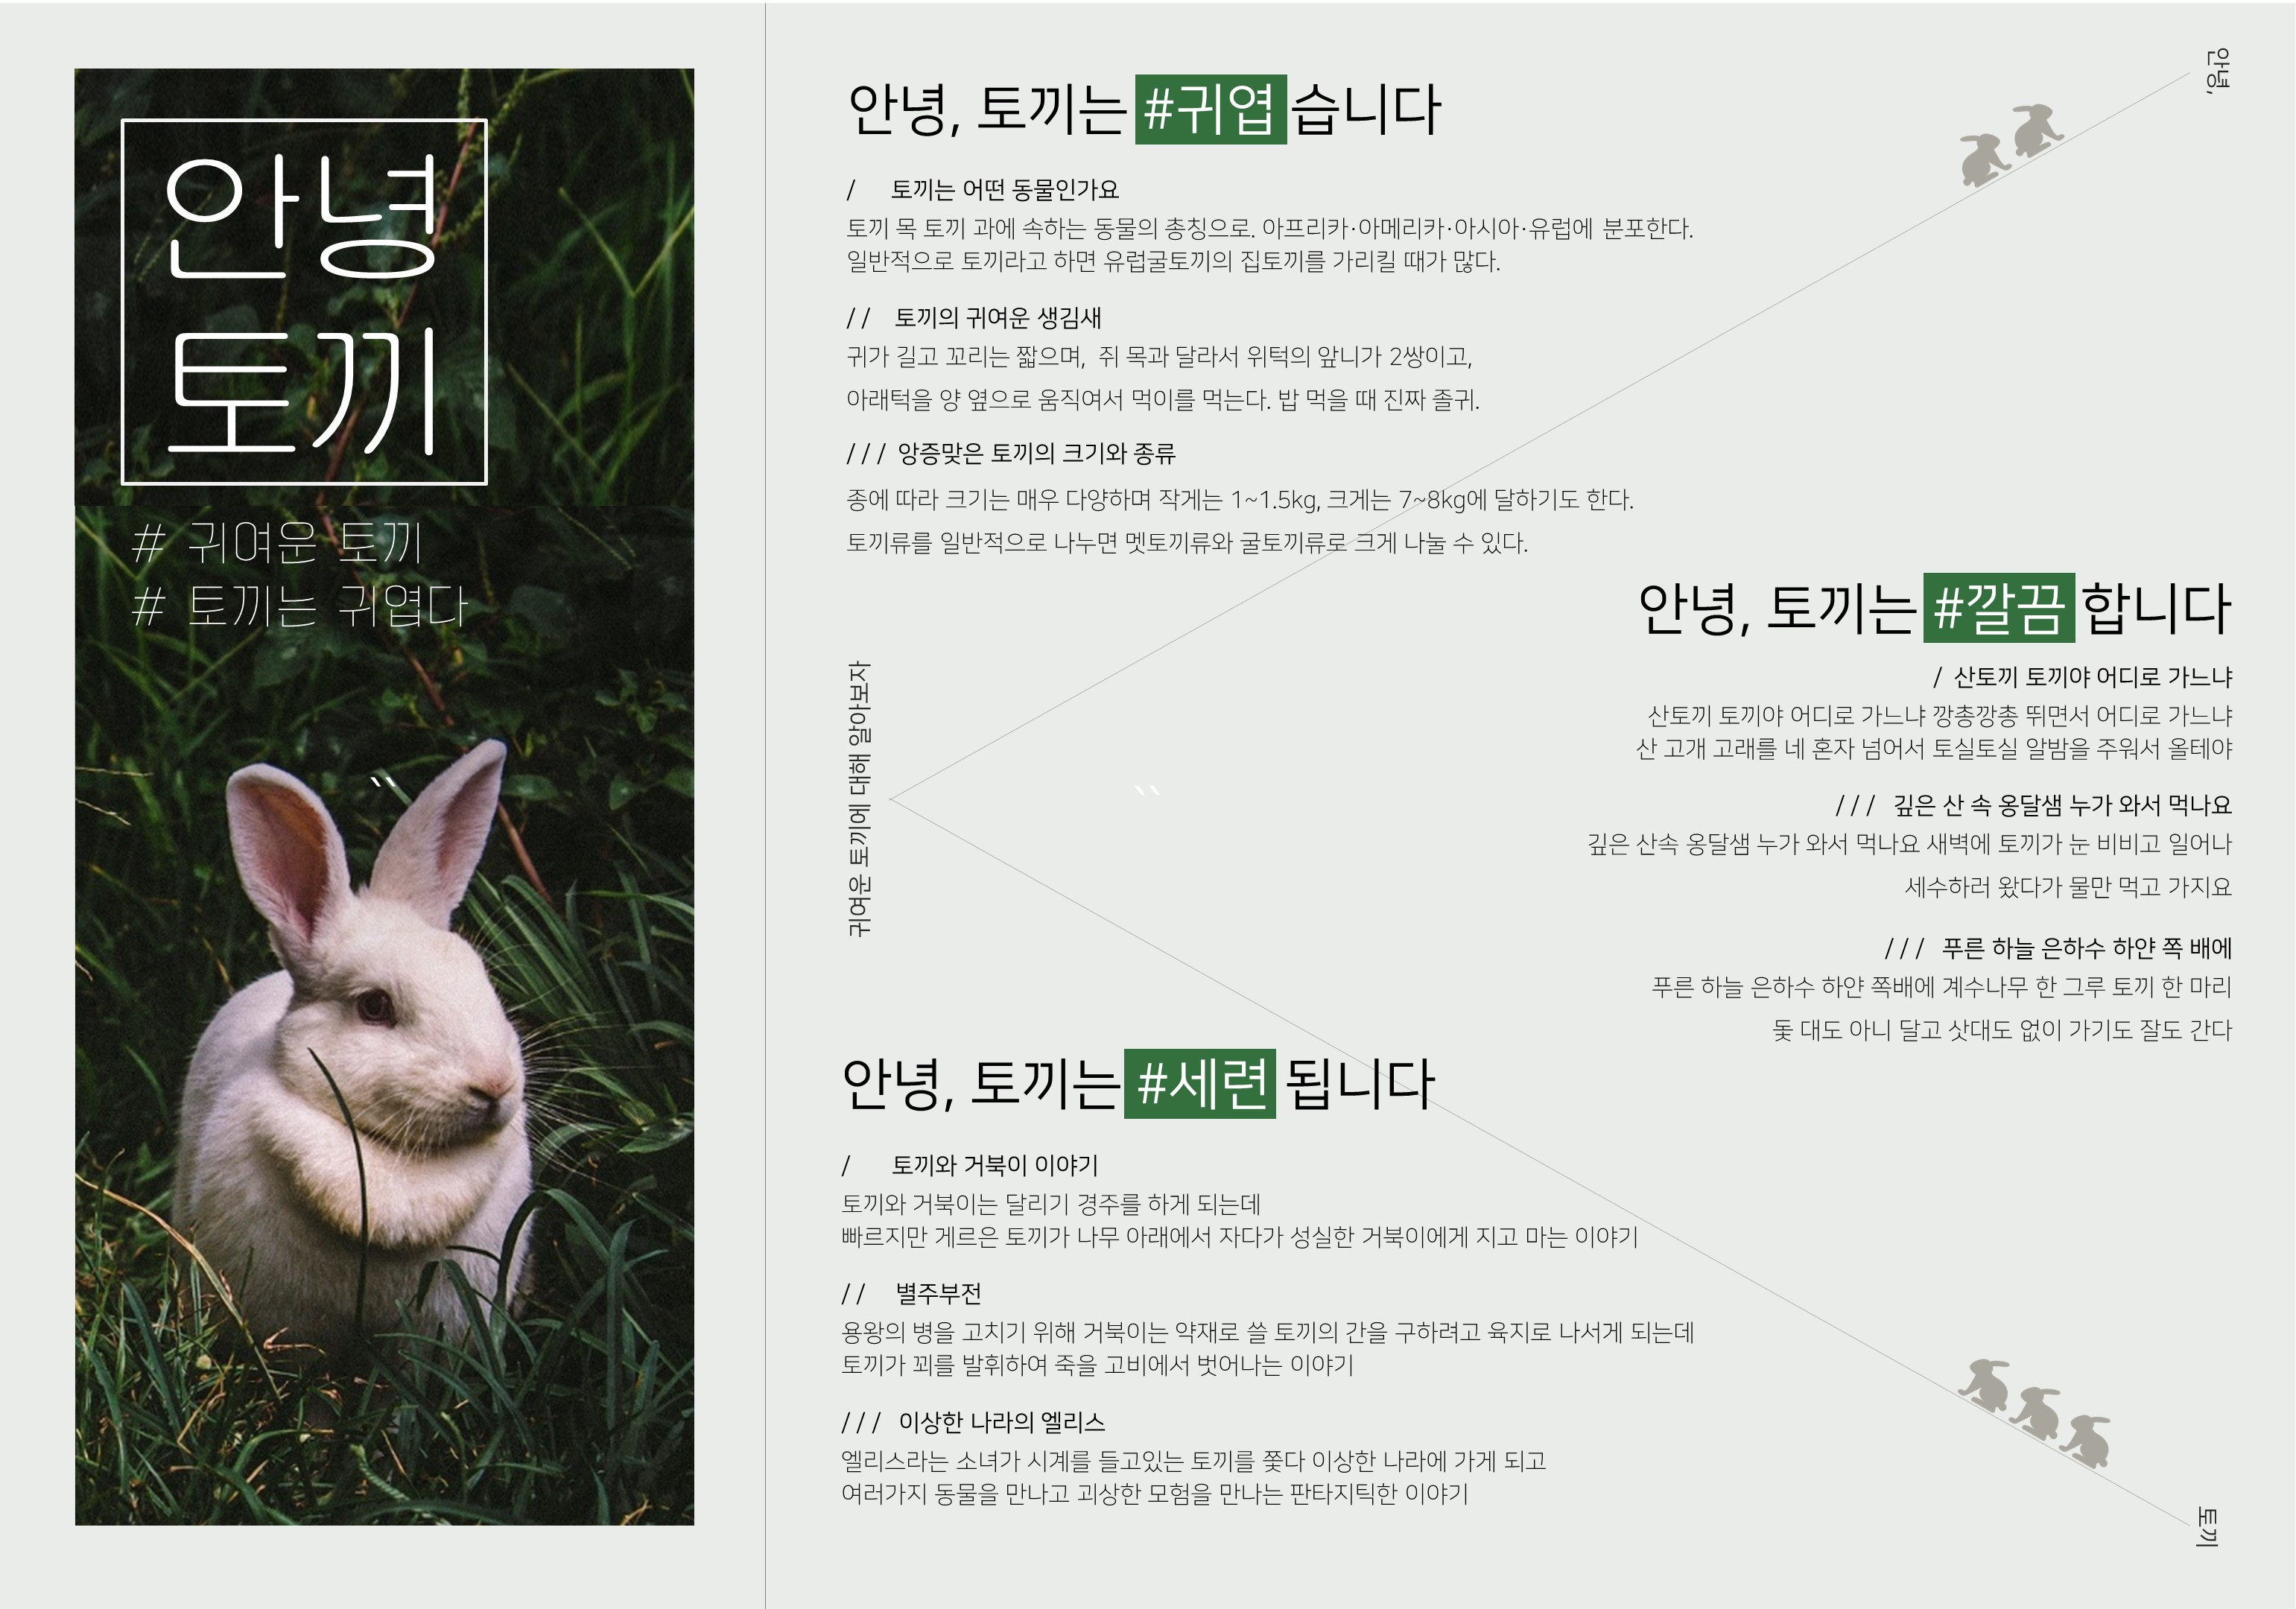 안녕
토끼
# 귀여운 토끼
# 토끼는 귀엽다
안녕, 토끼는 #귀엽 습니다
/ 토끼는 어떤 동물인가요
토끼 목 토끼 과에 속하는 동물의 총칭으로. 아프리카·아메리카·아시아·유럽에 분포한다.
일반적으로 토끼라고 하면 유럽굴토끼의 집토끼를 가리킬 때가 많다.
// 토끼의 귀여운 생김새
귀가 길고 꼬리는 짧으며, 쥐 목과 달라서 위턱의 앞니가 2쌍이고,
아래턱을 양 옆으로 움직여서 먹이를 먹는다. 밥 먹을 때 진짜 졸귀.
/// 앙증맞은 토끼의 크기와 종류
종에 따라 크기는 매우 다양하며 작게는 1~1.5kg, 크게는 7~8kg에 달하기도 한다.
토끼류를 일반적으로 나누면 멧토끼류와 굴토끼류로 크게 나눌 수 있다.
안녕, 토끼는 #깔끔 합니다
/ 산토끼 토끼야 어디로 가느냐
산토끼 토끼야 어디로 가느냐 깡총깡총 뛰면서 어디로 가느냐
산 고개 고래를 네 혼자 넘어서 토실토실 알밤을 주워서 올테야
/// 깊은 산 속 옹달샘 누가 와서 먹나요
깊은 산속 옹달샘 누가 와서 먹나요 새벽에 토끼가 눈 비비고 일어나
세수하러 왔다가 물만 먹고 가지요
/// 푸른 하늘 은하수 하얀 쪽 배에
푸른 하늘 은하수 하얀 쪽배에 계수나무 한 그루 토끼 한 마리
돛 대도 아니 달고 삿대도 없이 가기도 잘도 간다
귀여운 토끼에 대해 알아보자
안녕, 토끼는 #세련 됩니다
/ 토끼와 거북이 이야기
토끼와 거북이는 달리기 경주를 하게 되는데
빠르지만 게르은 토끼가 나무 아래에서 자다가 성실한 거북이에게 지고 마는 이야기
// 별주부전
용왕의 병을 고치기 위해 거북이는 약재로 쓸 토끼의 간을 구하려고 육지로 나서게 되는데
토끼가 꾀를 발휘하여 죽을 고비에서 벗어나는 이야기
/// 이상한 나라의 엘리스
엘리스라는 소녀가 시계를 들고있는 토끼를 쫓다 이상한 나라에 가게 되고
여러가지 동물을 만나고 괴상한 모험을 만나는 판타지틱한 이야기
안녕,
토끼